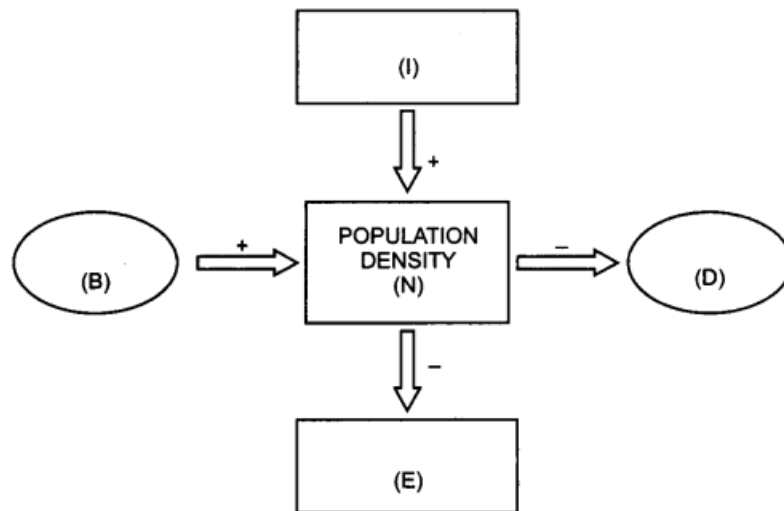 (I)
+
(B)
+
POPULATION
DENSITY
(N)
–
(D)
–
(E)